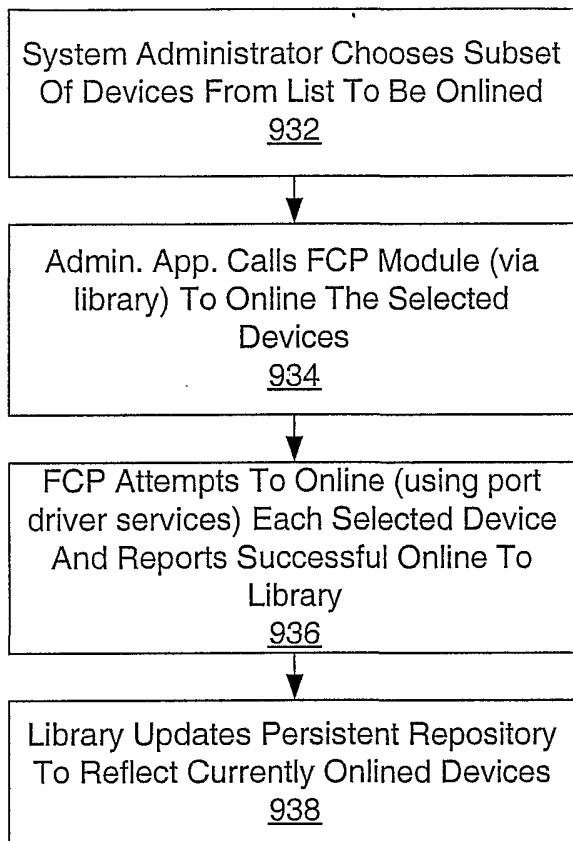 System Administrator Chooses Subset
Of Devices From List To Be Onlined
932
Admin. App. Calls FCP Module (via
library) To Online The Selected
Devices
934
FCP Attempts To Online (using port
driver services) Each Selected Device
And Reports Successful Online To
Library
936
Library Updates Persistent Repository
To Reflect Currently Onlined Devices
938